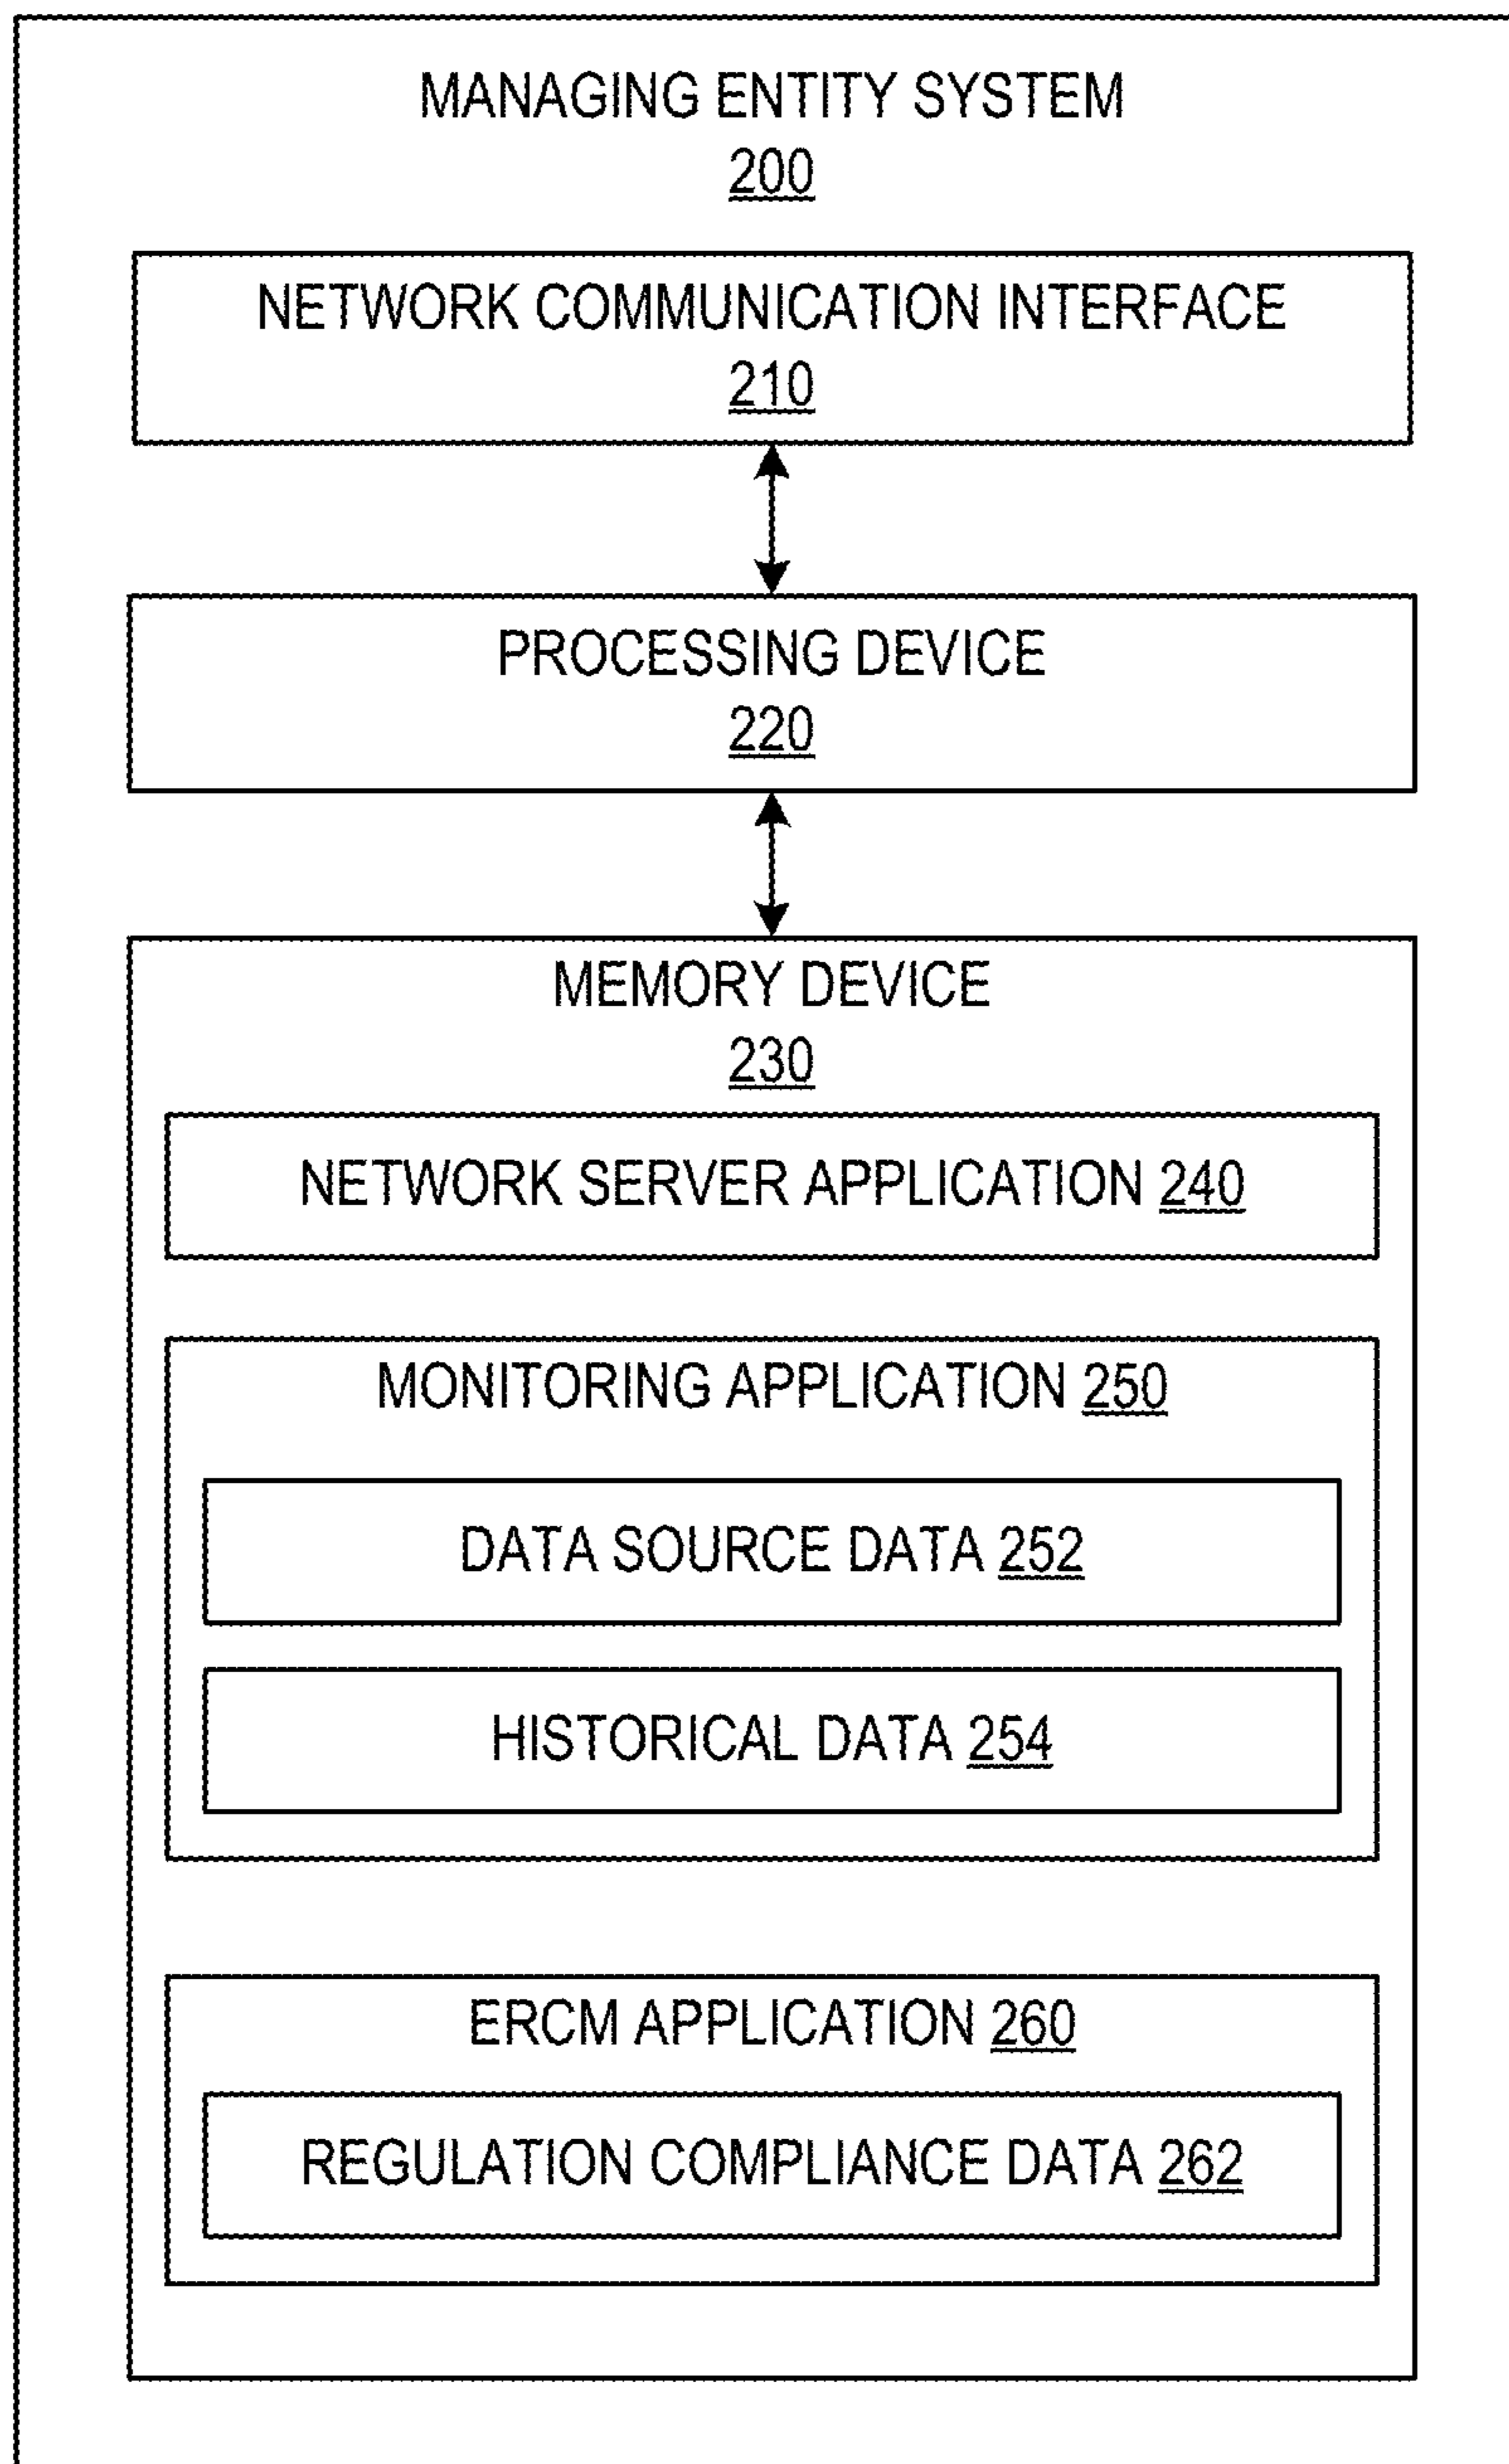 MANAGING ENTITY SYSTEM
200
NETWORK COMMUNICATION INTERFACE
210
PROCESSING DEVICE
220
MEMORY DEVICE
230
NETWORK SERVER APPLICATION 240
MONITORING APPLICATION 250
DATA SOURCE DATA 252
HISTORICAL DATA 254
ERCM APPLICATION 260
REGULATION COMPLIANCE DATA 262